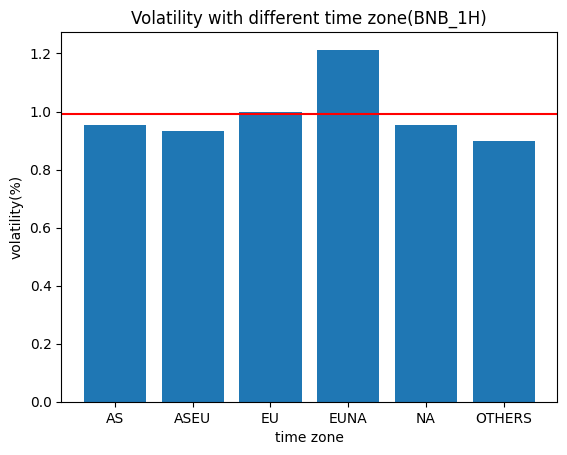 Volatility with different time zone(BNB_1H)
volatility(%)
1.2
1.0
0.8
0.6
0.4
0.2
0.0
AS ASEU EU EUNA NA OTHERS
time zone